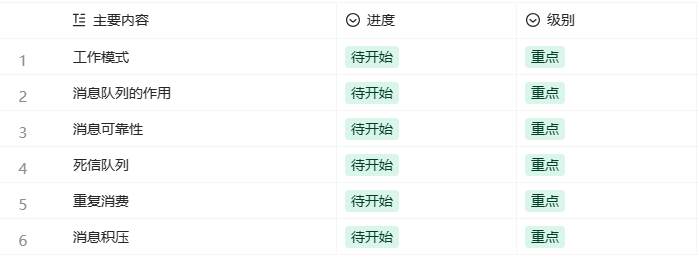 主要内容 进度 级别
1 工作模式 待开始 重点
2 消息队列的作用 待开始 重点
3 消息可靠性 待开始 重点
4 死信队列 待开始 重点
5 重复消费 待开始 重点
6 消息积压 待开始 重点